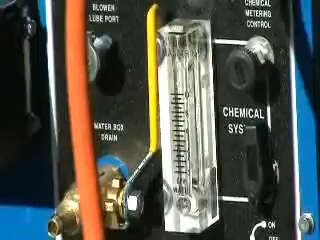 BLOWER
LUBE PORT
CHEMICAL
METERING
CONTROL
CHEMICAL
SYS
WATER BOX
DRAIN
ON
OFF